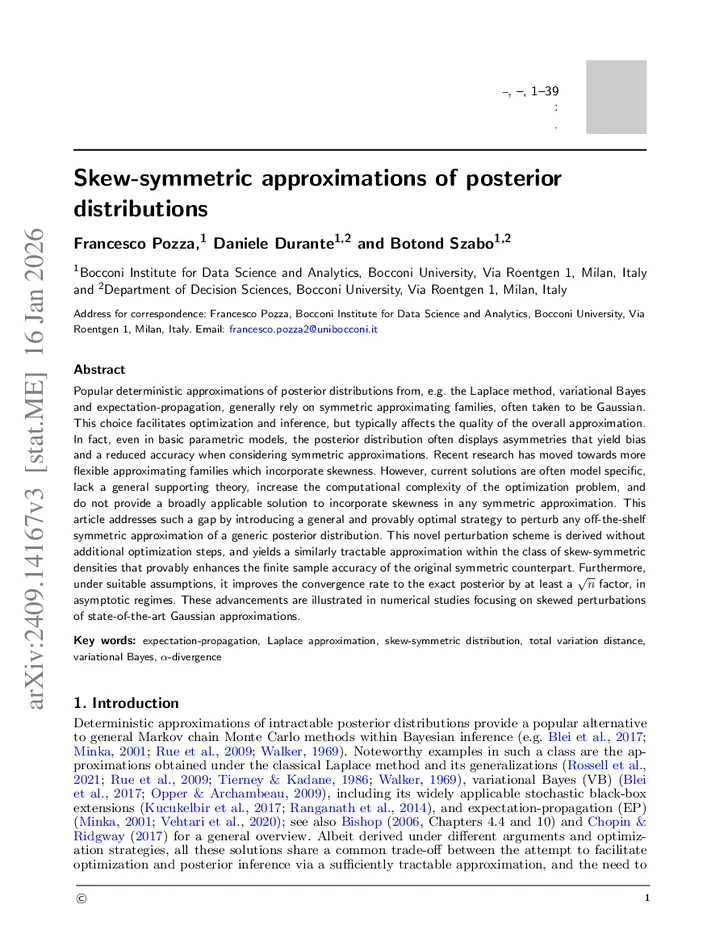 –, –, 1–39
:
.
Skew-symmetric approximations of posterior
distributions
Francesco Pozza,1 Daniele Durante1,2 and Botond Szabo1,2
1Bocconi Institute for Data Science and Analytics, Bocconi University, Via Roentgen 1, Milan, Italy
and 2Department of Decision Sciences, Bocconi University, Via Roentgen 1, Milan, Italy
Address for correspondence: Francesco Pozza, Bocconi Institute for Data Science and Analytics, Bocconi University, Via
Roentgen 1, Milan, Italy. Email: francesco.pozza2@unibocconi.it
Abstract
Popular deterministic approximations of posterior distributions from, e.g. the Laplace method, variational Bayes
and expectation-propagation, generally rely on symmetric approximating families, often taken to be Gaussian.
This choice facilitates optimization and inference, but typically affects the quality of the overall approximation.
In fact, even in basic parametric models, the posterior distribution often displays asymmetries that yield bias
and a reduced accuracy when considering symmetric approximations. Recent research has moved towards more
flexible approximating families which incorporate skewness. However, current solutions are often model specific,
lack a general supporting theory, increase the computational complexity of the optimization problem, and
do not provide a broadly applicable solution to incorporate skewness in any symmetric approximation. This
article addresses such a gap by introducing a general and provably optimal strategy to perturb any off-the-shelf
symmetric approximation of a generic posterior distribution. This novel perturbation scheme is derived without
additional optimization steps, and yields a similarly tractable approximation within the class of skew-symmetric
densities that provably enhances the finite sample accuracy of the original symmetric counterpart. Furthermore,
under suitable assumptions, it improves the convergence rate to the exact posterior by at least a √n factor, in
asymptotic regimes. These advancements are illustrated in numerical studies focusing on skewed perturbations
of state-of-the-art Gaussian approximations.
Key words: expectation-propagation, Laplace approximation, skew-symmetric distribution, total variation distance,
variational Bayes, α-divergence
1. Introduction
Deterministic approximations of intractable posterior distributions provide a popular alternative
to general Markov chain Monte Carlo methods within Bayesian inference (e.g. Blei et al., 2017;
Minka, 2001; Rue et al., 2009; Walker, 1969). Noteworthy examples in such a class are the ap-
proximations obtained under the classical Laplace method and its generalizations (Rossell et al.,
2021; Rue et al., 2009; Tierney & Kadane, 1986; Walker, 1969), variational Bayes (VB) (Blei
et al., 2017; Opper & Archambeau, 2009), including its widely applicable stochastic black-box
extensions (Kucukelbir et al., 2017; Ranganath et al., 2014), and expectation-propagation (EP)
(Minka, 2001; Vehtari et al., 2020); see also Bishop (2006, Chapters 4.4 and 10) and Chopin &
Ridgway (2017) for a general overview. Albeit derived under different arguments and optimiz-
ation strategies, all these solutions share a common trade-off between the attempt to facilitate
optimization and posterior inference via a sufficiently tractable approximation, and the need to
© 1
arXiv:2409.14167v3 [stat.ME] 16 Jan 2026